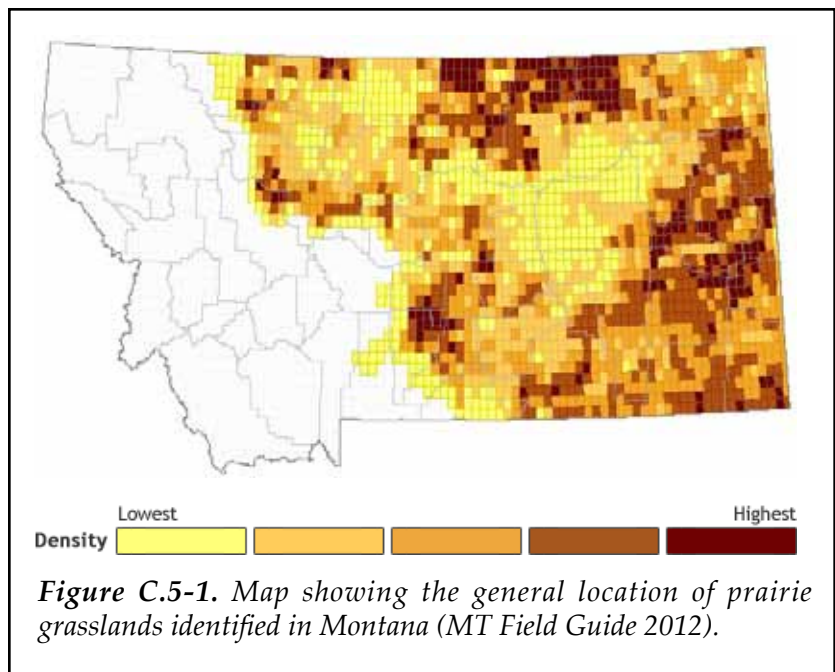 Lowest Highest
Density
Figure C.5-1. Map showing the general location of prairie
grasslands identified in Montana (MT Field Guide 2012).